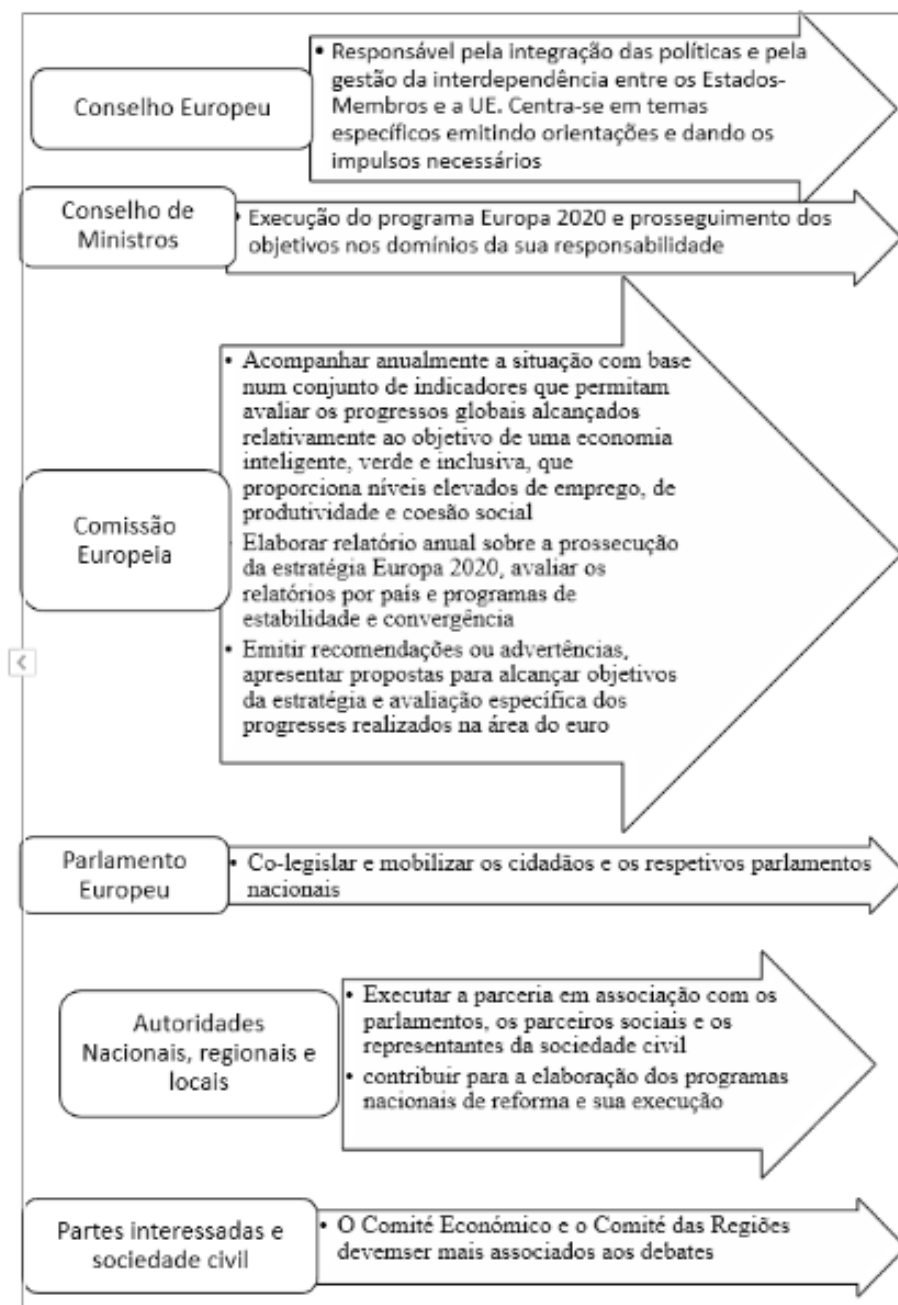 Conselho Europeu
• Responsável pela integração das políticas e pela
gestão da interdependência entre os Estados-
Membros e a UE. Centra-se em temas
específicos emitindo orientações e dando os
impulsos necessários
Conselho de
Ministros
• Execução do programa Europa 2020 e prosseguimento dos
objetivos nos domínios da sua responsabilidade
Comissão
Europeia
• Acompanhar anualmente a situação com base
num conjunto de indicadores que permitam
avaliar os progressos globais alcançados
relativamente ao objetivo de uma economia
inteligente, verde e inclusiva, que
proporciona níveis elevados de emprego, de
produtividade e coesão social
• Elaborar relatório anual sobre a prossecução
da estratégia Europa 2020, avaliar os
relatórios por país e programas de
estabilidade e convergência
• Emitir recomendações ou advertências,
apresentar propostas para alcançar objetivos
da estratégia e avaliação específica dos
progresses realizados na área do euro
Parlamento
Europeu
• Co-legislar e mobilizar os cidadãos e os respetivos parlamentos
nacionais
Autoridades
Nacionais, regionais e
locais
• Executar a parceria em associação com os
parlamentos, os parceiros sociais e os
representantes da sociedade civil
• contribuir para a elaboração dos programas
nacionais de reforma e sua execução
Partes interessadas e
sociedade civil
• O Comité Económico e o Comité das Regiões
devemser mais associados aos debates